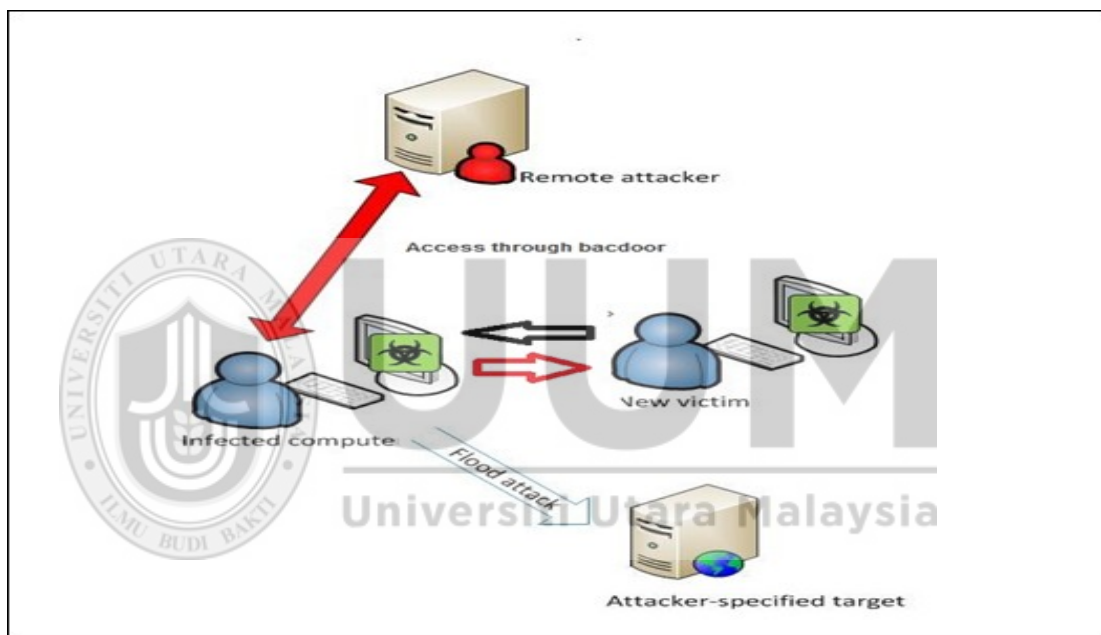 Remote attacker
Access through bacdoor
UUM
UNIVERSITI UTARA MALAYSIA
New victim
Infected compute
Flood attack
Universiti Utara Malaysia
ILMU BUDI BAKTI
Attacker-specified target